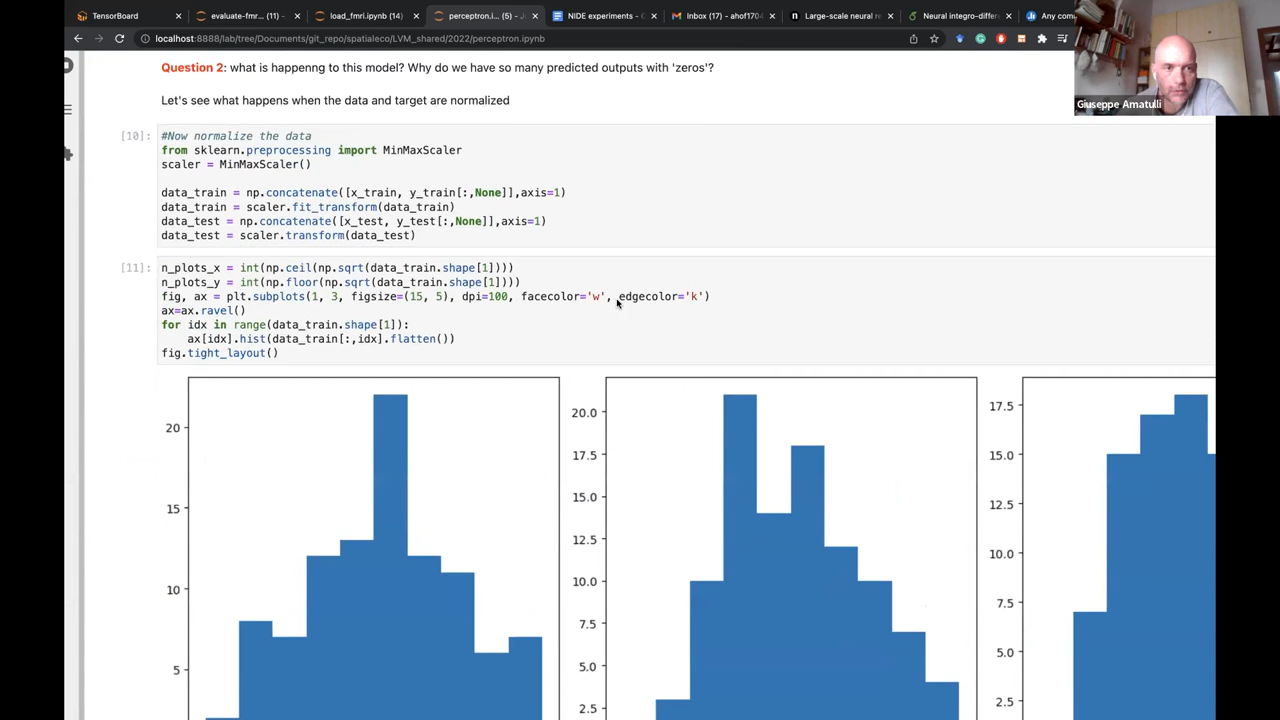 TensorBoard
evaluate-fmr... (11) -
load_fmri.ipynb (14)
perceptron.i... (5) - J
NIDE experiments -
Inbox (17) - ahof1704
Large-scale neural re
Neural integro-differe
Any com
localhost:8888/lab/tree/Documents/git_repo/spatialeco/LVM_shared/2022/perceptron.ipynb
Giuseppe Amatulli
Question 2: what is happenng to this model? Why do we have so many predicted outputs with 'zeros'?
Let's see what happens when the data and target are normalized
[10]:
#Now normalize the data
from sklearn.preprocessing import MinMaxScaler
scaler = MinMaxScaler()
data_train = np.concatenate([x_train, y_train[:,None]],axis=1)
data_train = scaler.fit_transform(data_train)
data_test = np.concatenate([x_test, y_test[:,None]],axis=1)
data_test = scaler.transform(data_test)
[11]:
n_plots_x = int(np.ceil(np.sqrt(data_train.shape[1])))
n_plots_y = int(np.floor(np.sqrt(data_train.shape[1])))
fig, ax = plt.subplots(1, 3, figsize=(15, 5), dpi=100, facecolor='w', edgecolor='k')
ax=ax.ravel()
for idx in range(data_train.shape[1]):
ax[idx].hist(data_train[:,idx].flatten())
fig.tight_layout()
20
15
10
5
20.0
17.5
15.0
12.5
10.0
7.5
5.0
2.5
17.5
15.0
12.5
10.0
7.5
5.0
2.5